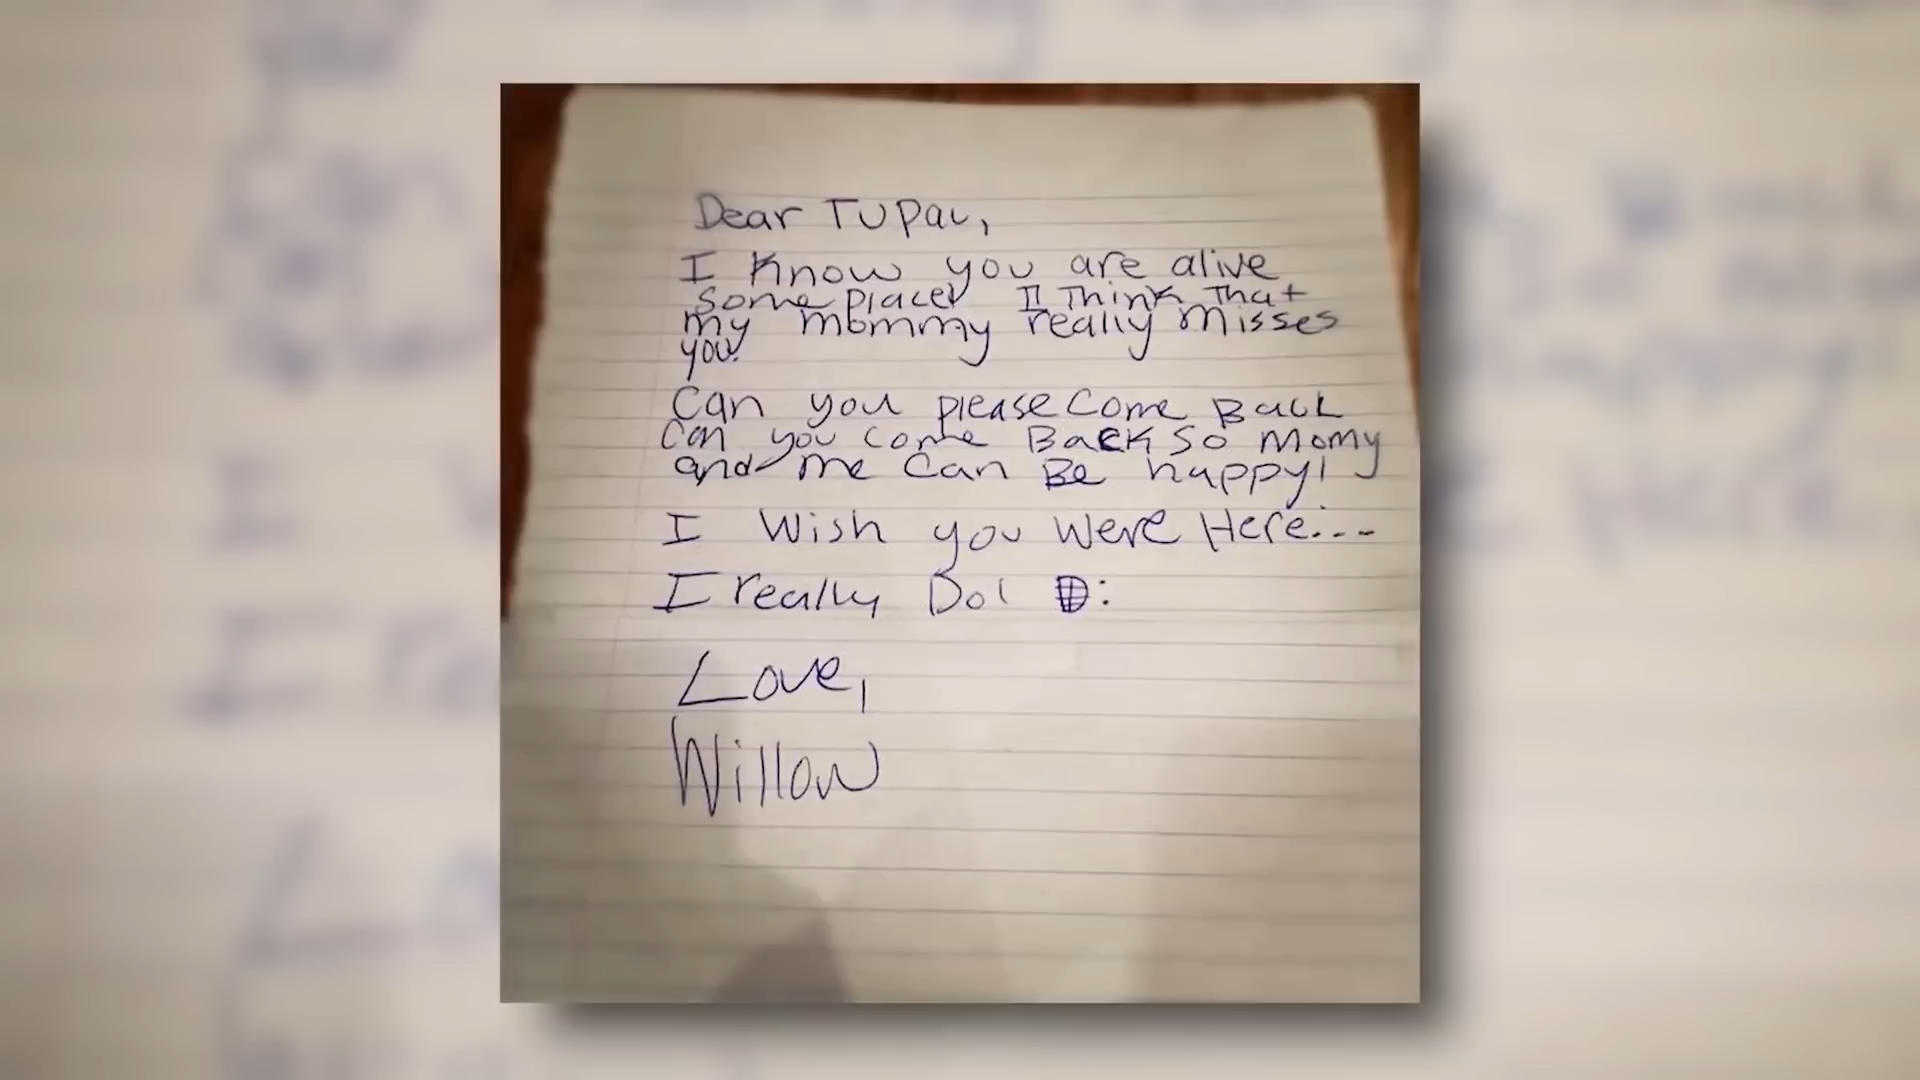 Dear Tupac,
I Know you are alive
some place! I Think That
my mommy really misses
you.
Can you please Come Back
Can you come Back so Momy
and me Can Be happy!
I Wish you Were Here....
I really Do! D:
Love,
Willow